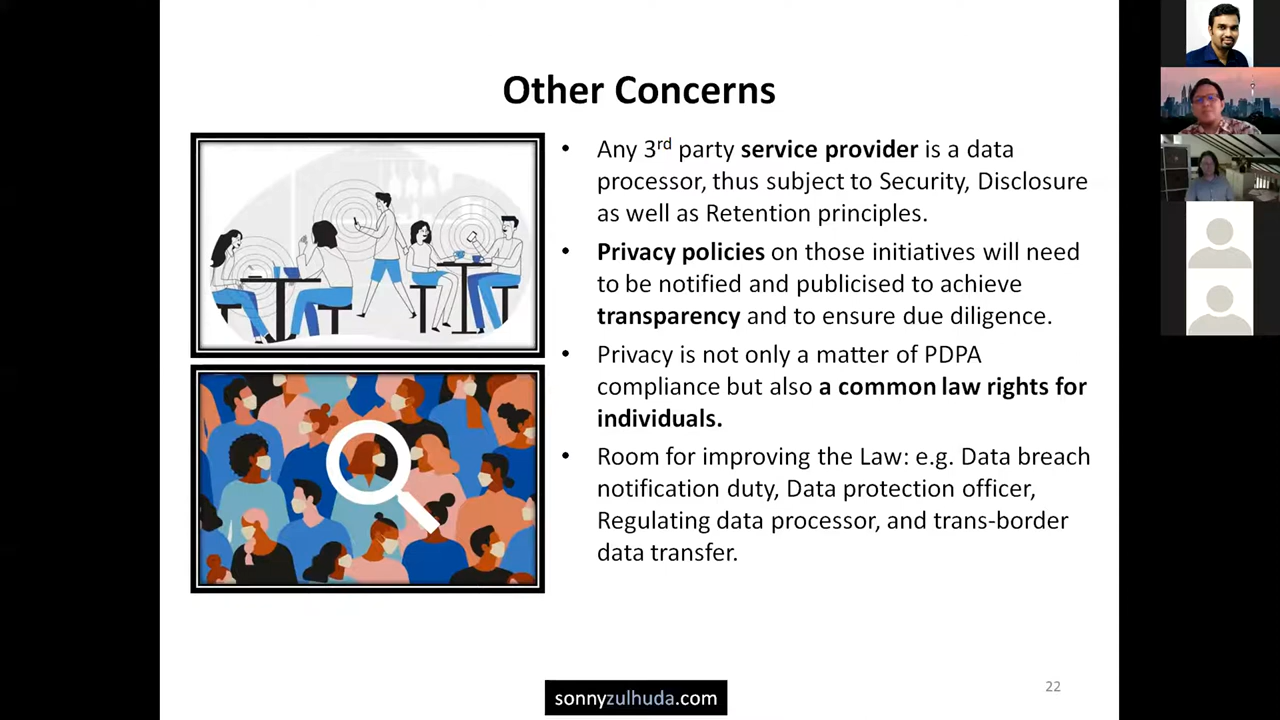 Other Concerns
• Any 3rd party service provider is a data
processor, thus subject to Security, Disclosure
as well as Retention principles.
• Privacy policies on those initiatives will need
to be notified and publicised to achieve
transparency and to ensure due diligence.
• Privacy is not only a matter of PDPA
compliance but also a common law rights for
individuals.
• Room for improving the Law: e.g. Data breach
notification duty, Data protection officer,
Regulating data processor, and trans-border
data transfer.
sonnyzulhuda.com
22